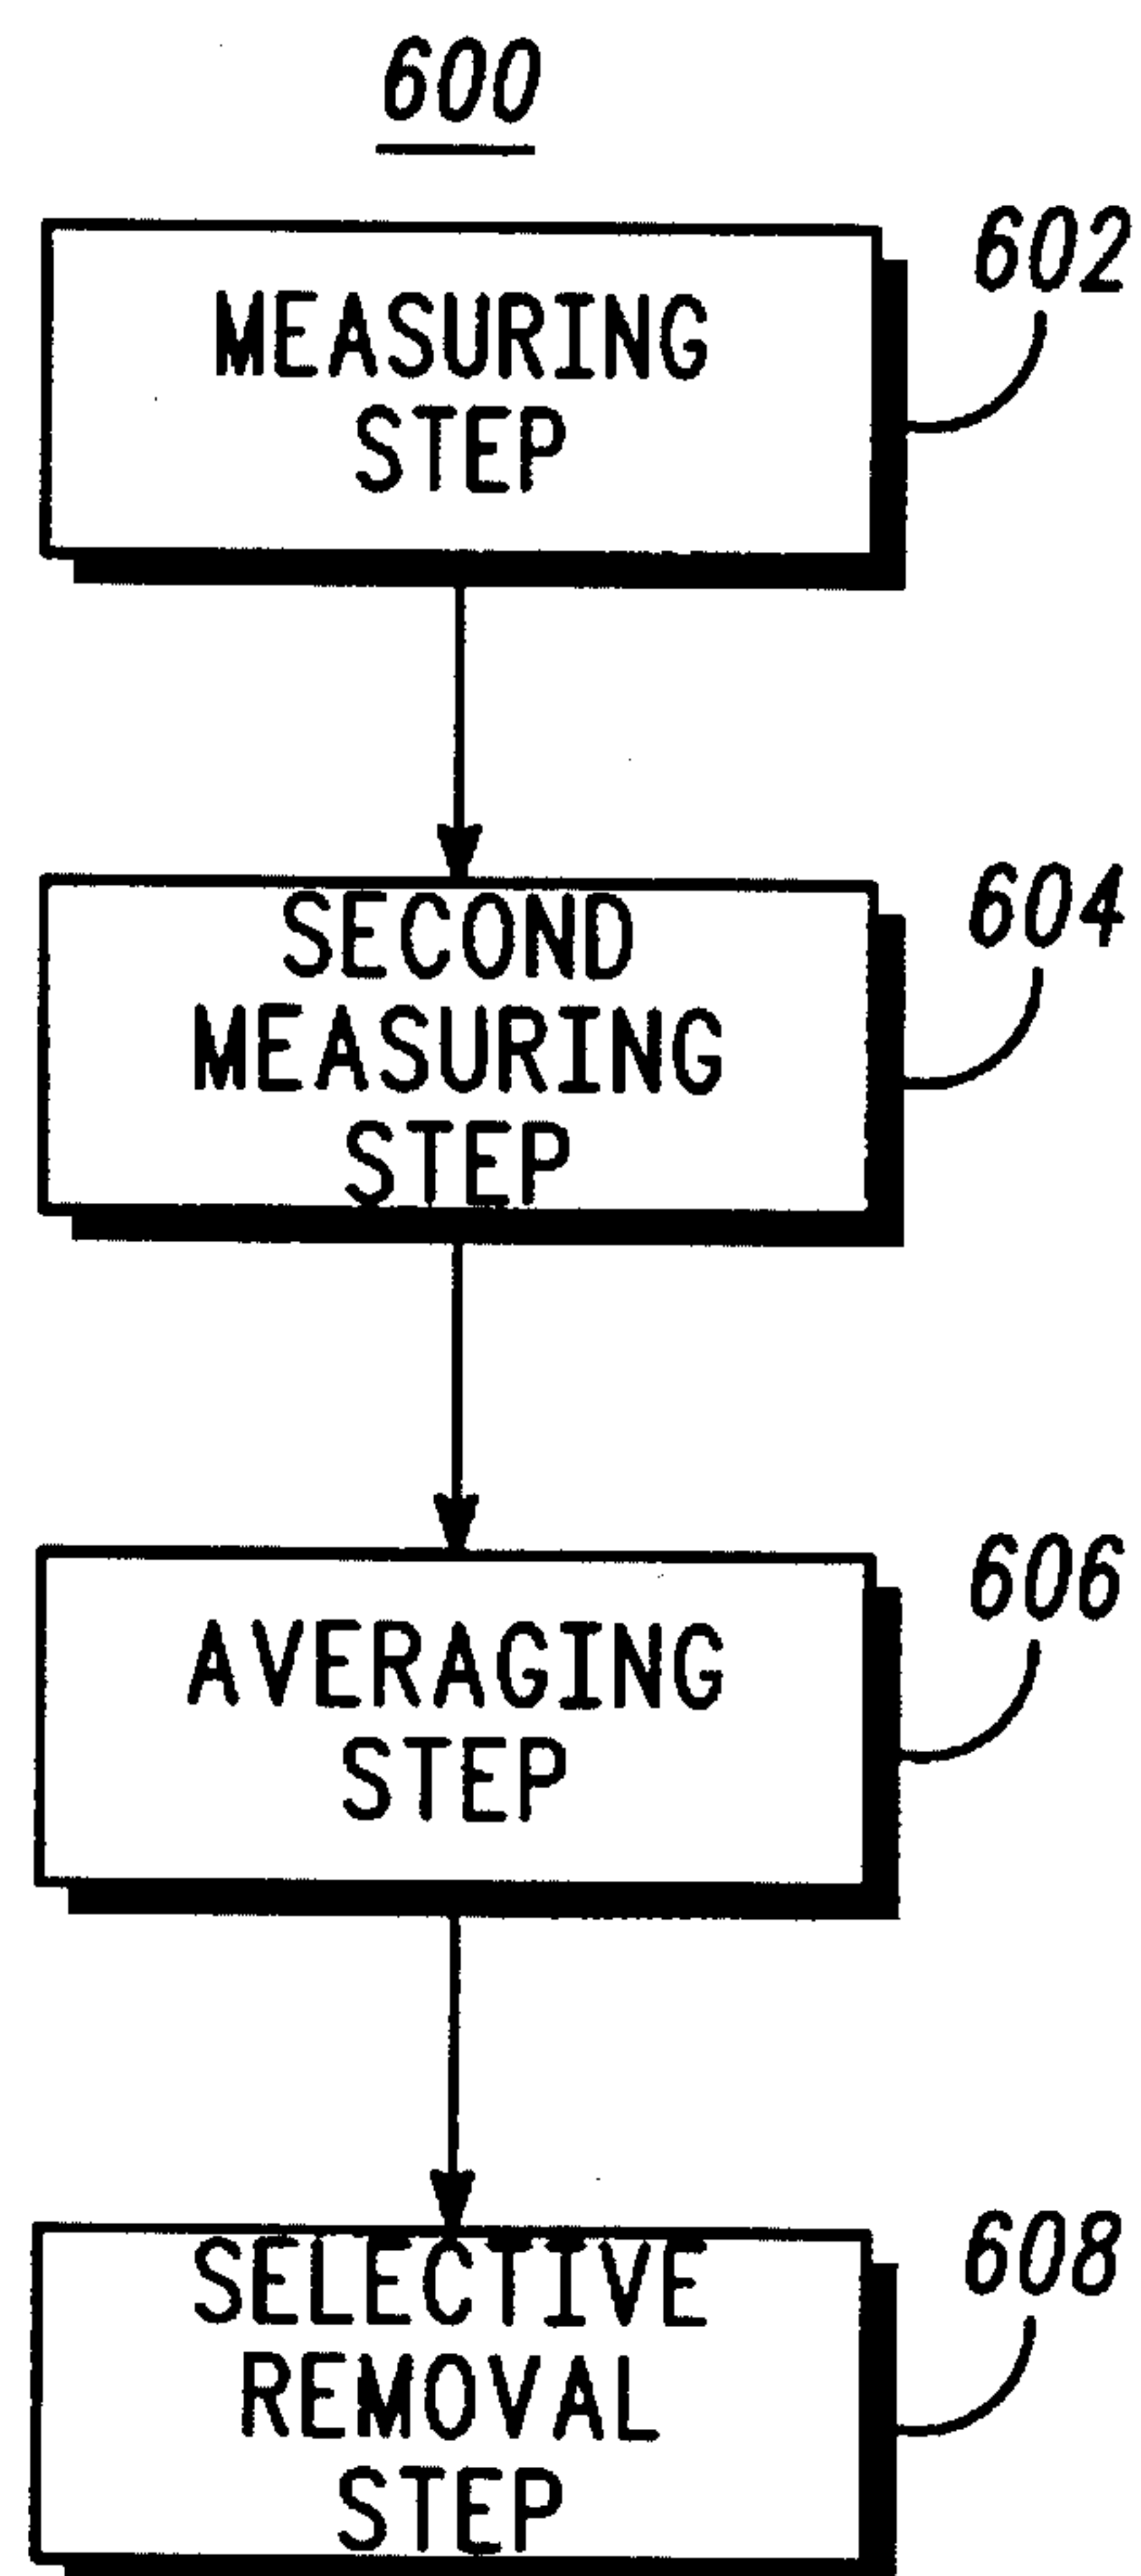 600
602
MEASURING
STEP
604
SECOND
MEASURING
STEP
606
AVERAGING
STEP
608
SELECTIVE
REMOVAL
STEP